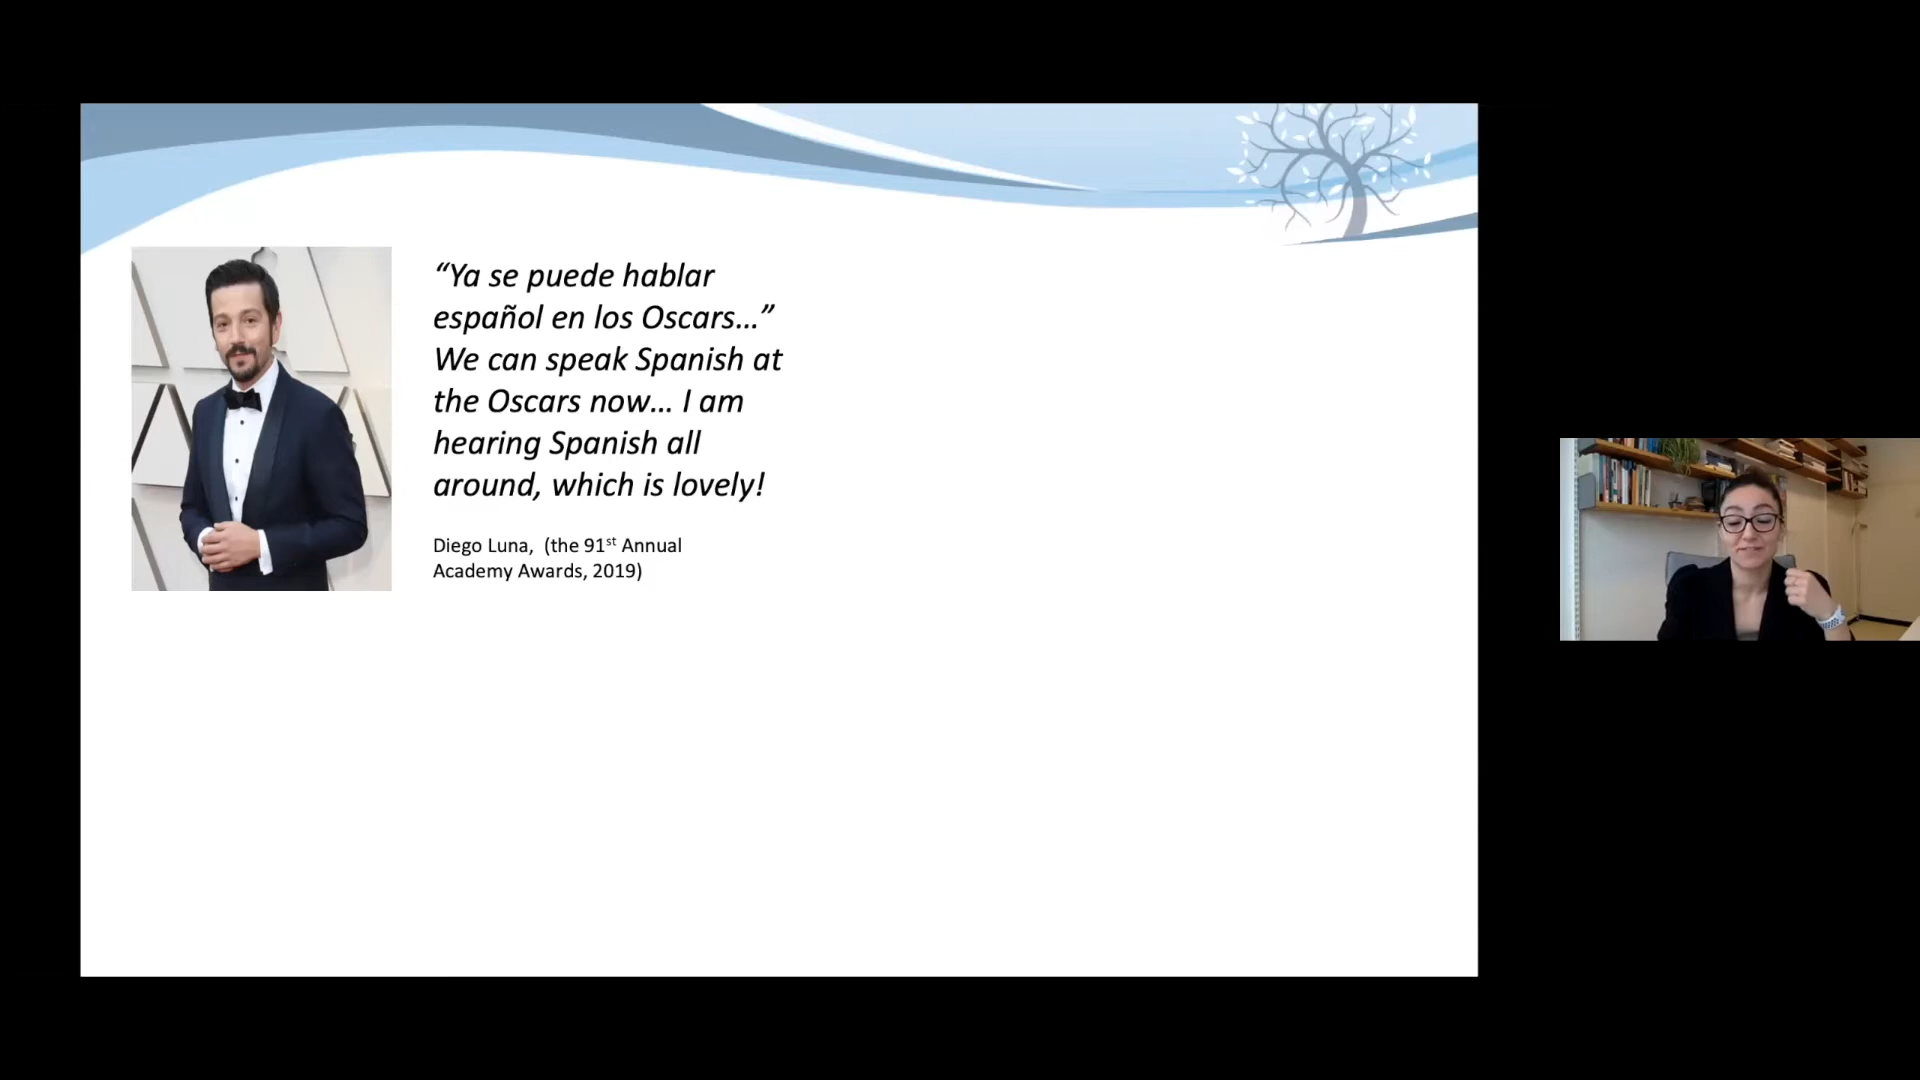 “Ya se puede hablar
español en los Oscars…”
We can speak Spanish at
the Oscars now… I am
hearing Spanish all
around, which is lovely!
Diego Luna, (the 91st Annual
Academy Awards, 2019)